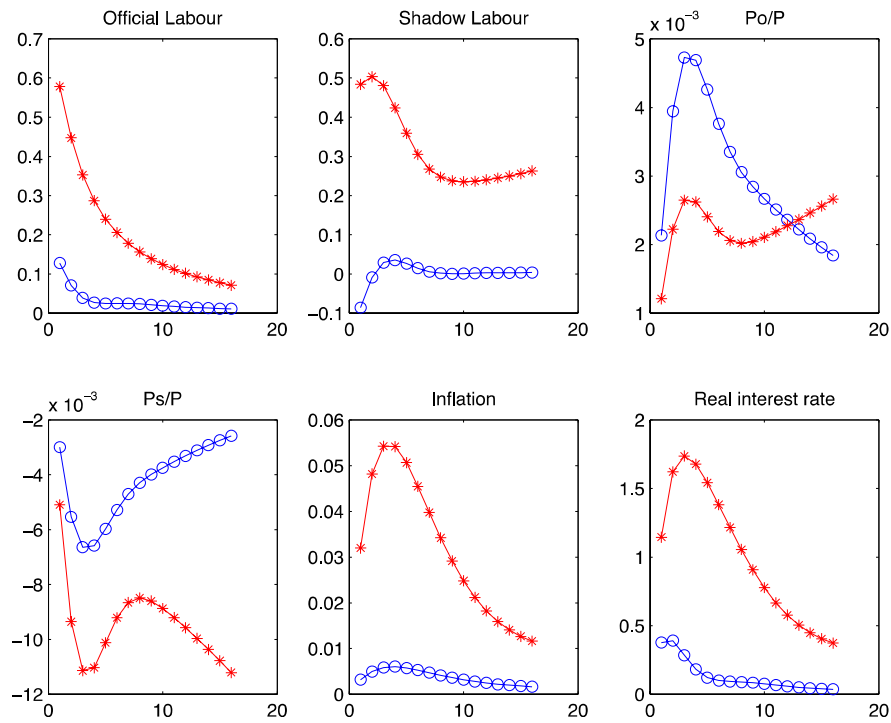 Official Labour
Shadow Labour
Po/P
0.7
0.6
0.5
0.4
0.3
0.2
0.1
0
0 10 20
0.6
0.5
0.4
0.3
0.2
0.1
0
−0.1
0 10 20
x 10⁻³
5
4
3
2
1
0 10 20
Ps/P
Inflation
Real interest rate
x 10⁻³
−2
−4
−6
−8
−10
−12
0 10 20
0.06
0.05
0.04
0.03
0.02
0.01
0
0 10 20
2
1.5
1
0.5
0
0 10 20